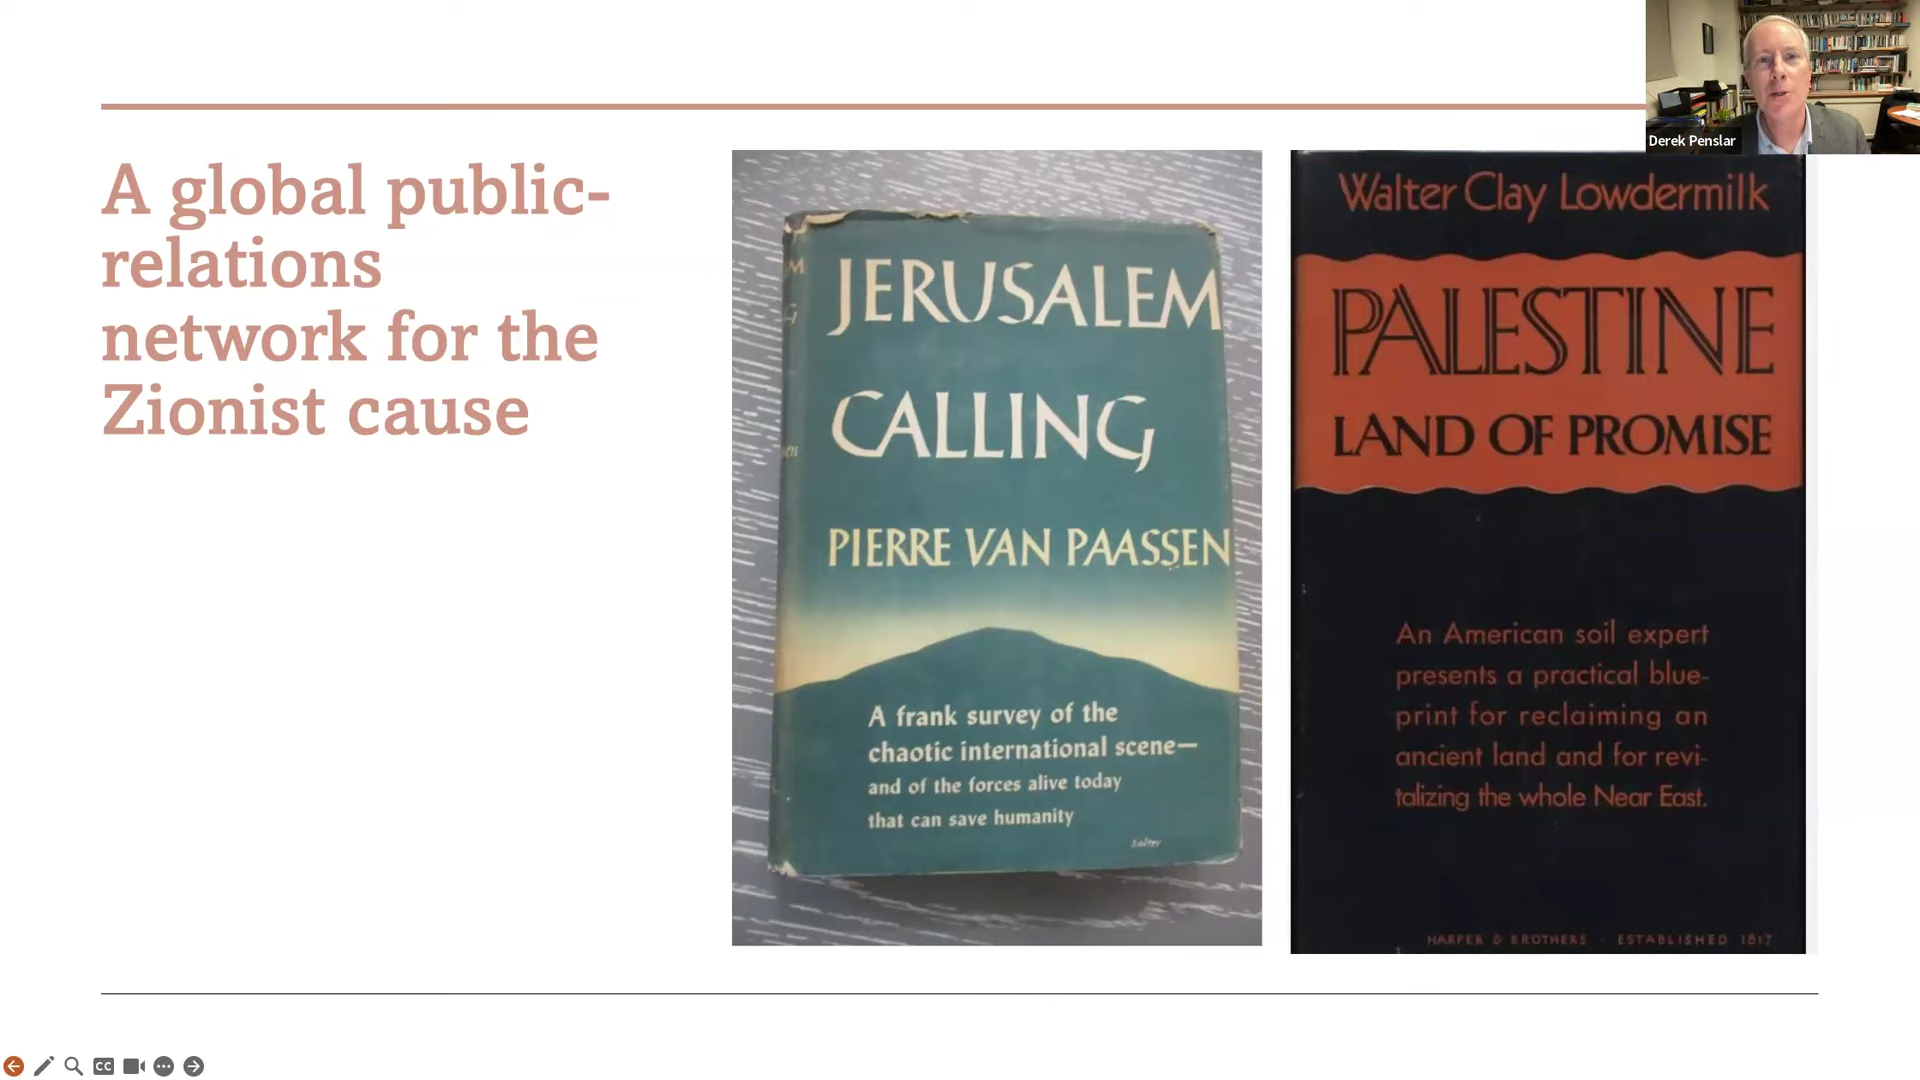 A global public-
relations
network for the
Zionist cause
JERUSALEM
CALLING
PIERRE VAN PAASSEN
A frank survey of the
chaotic international scene—
and of the forces alive today
that can save humanity
Salter
Walter Clay Lowdermilk
PALESTINE
LAND OF PROMISE
An American soil expert
presents a practical blue-
print for reclaiming an
ancient land and for revi-
talizing the whole Near East.
HARPER & BROTHERS · ESTABLISHED 1817
Derek Penslar
CC